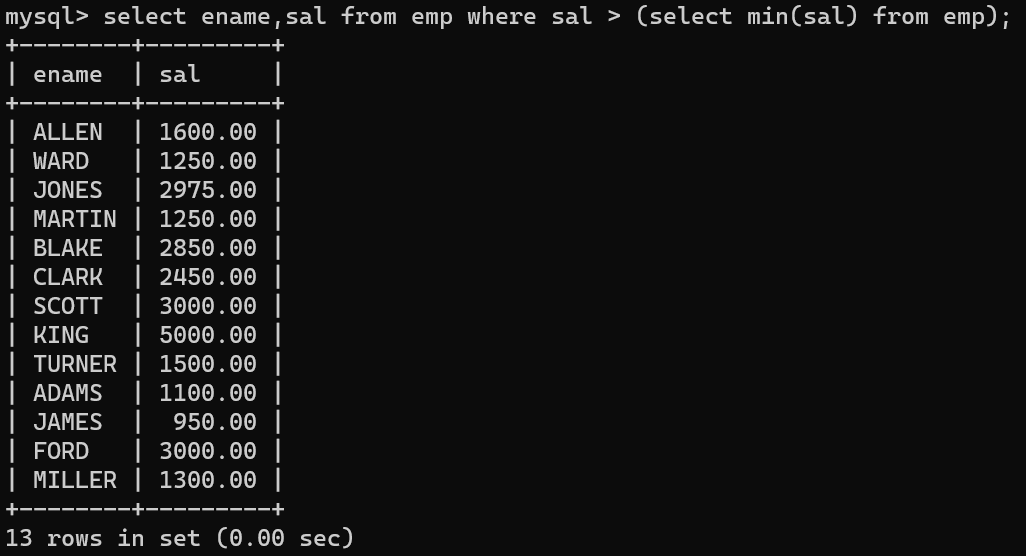 mysql> select ename,sal from emp where sal > (select min(sal) from emp);
+--------+---------+
| ename  | sal     |
+--------+---------+
| ALLEN  | 1600.00 |
| WARD   | 1250.00 |
| JONES  | 2975.00 |
| MARTIN | 1250.00 |
| BLAKE  | 2850.00 |
| CLARK  | 2450.00 |
| SCOTT  | 3000.00 |
| KING   | 5000.00 |
| TURNER | 1500.00 |
| ADAMS  | 1100.00 |
| JAMES  |  950.00 |
| FORD   | 3000.00 |
| MILLER | 1300.00 |
+--------+---------+
13 rows in set (0.00 sec)